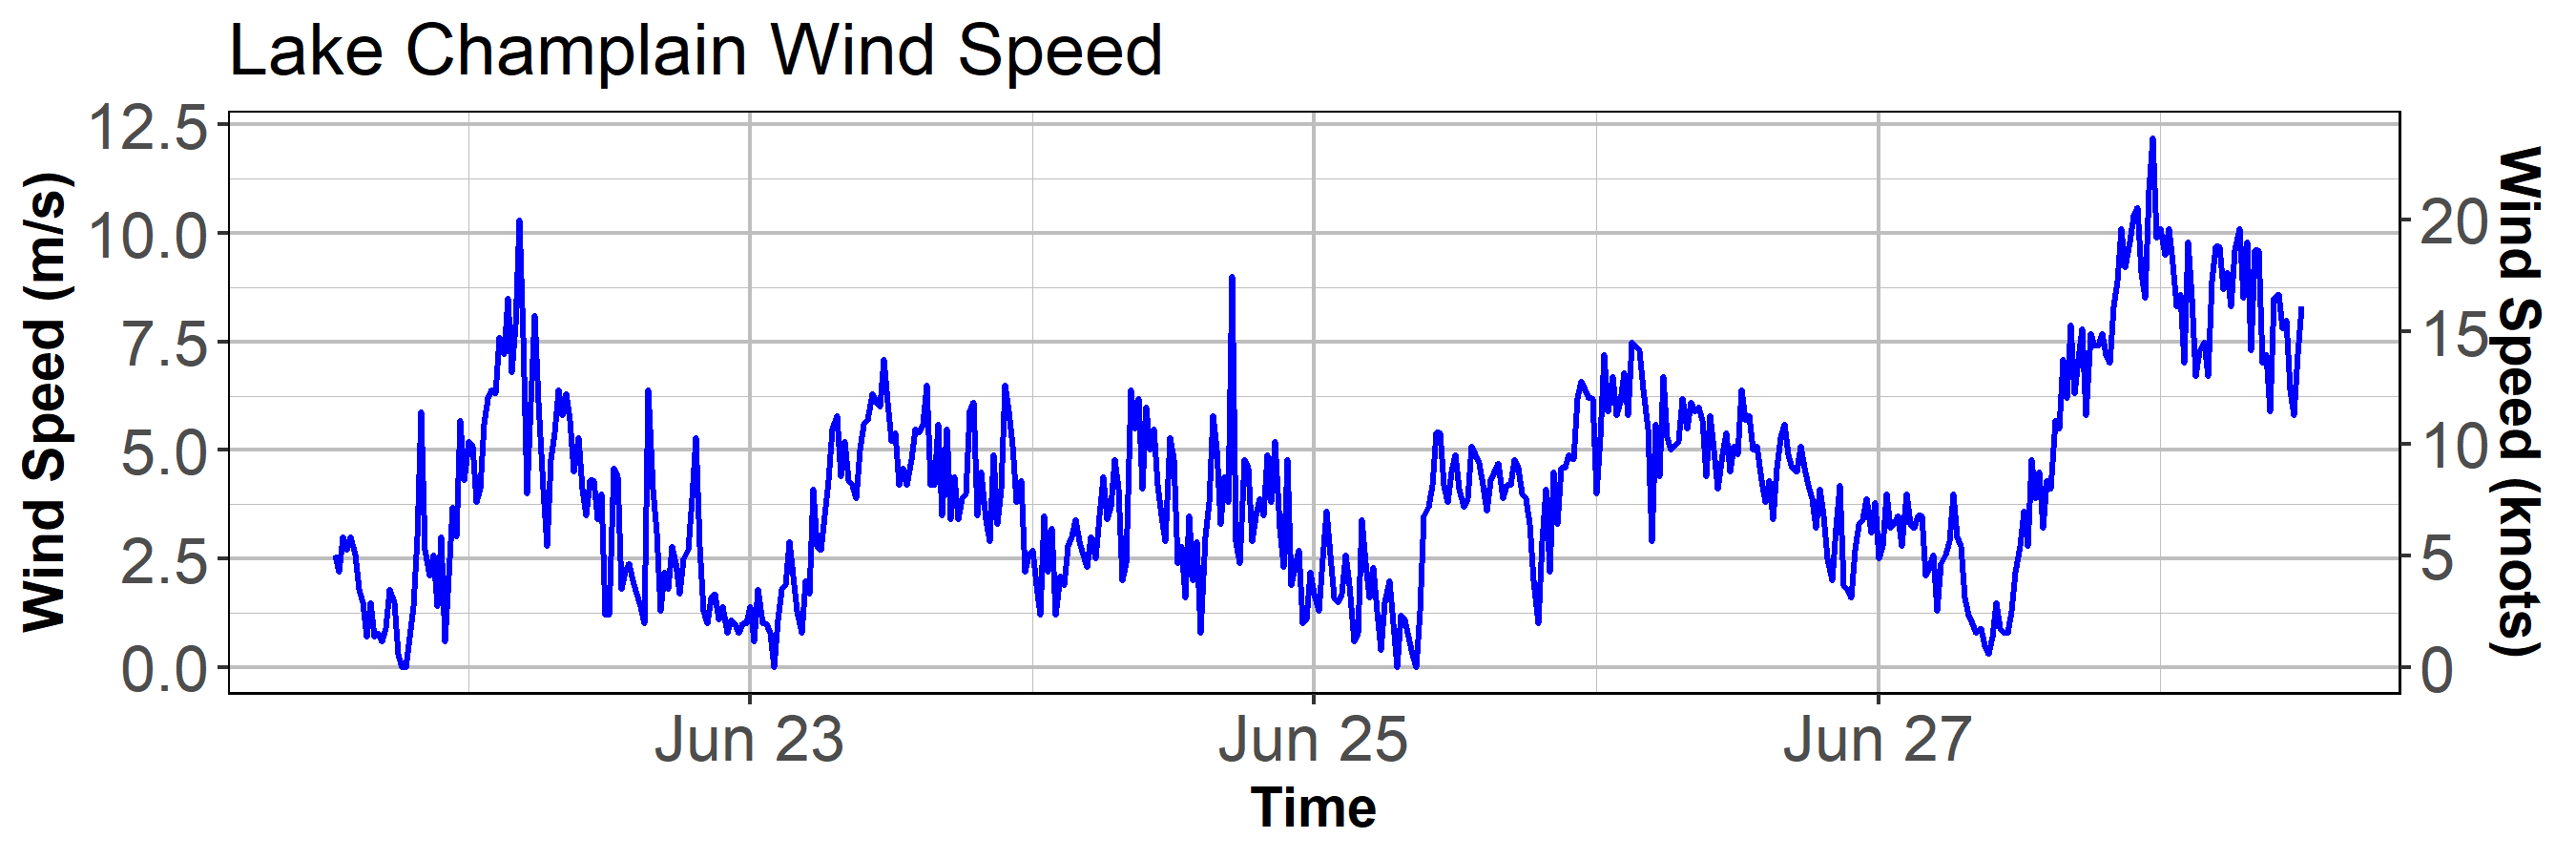 Lake Champlain Wind Speed
Wind Speed (m/s)
12.5
10.0
7.5
5.0
2.5
0.0
20
15
10
5
0
Wind Speed (knots)
Jun 23
Jun 25
Jun 27
Time